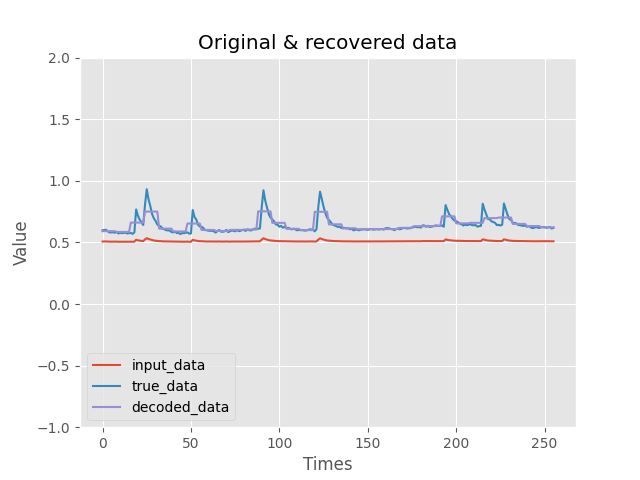 Original & recovered data
2.0
1.5
1.0
0.5
0.0
−0.5
−1.0
Value
input_data
true_data
decoded_data
0 50 100 150 200 250
Times